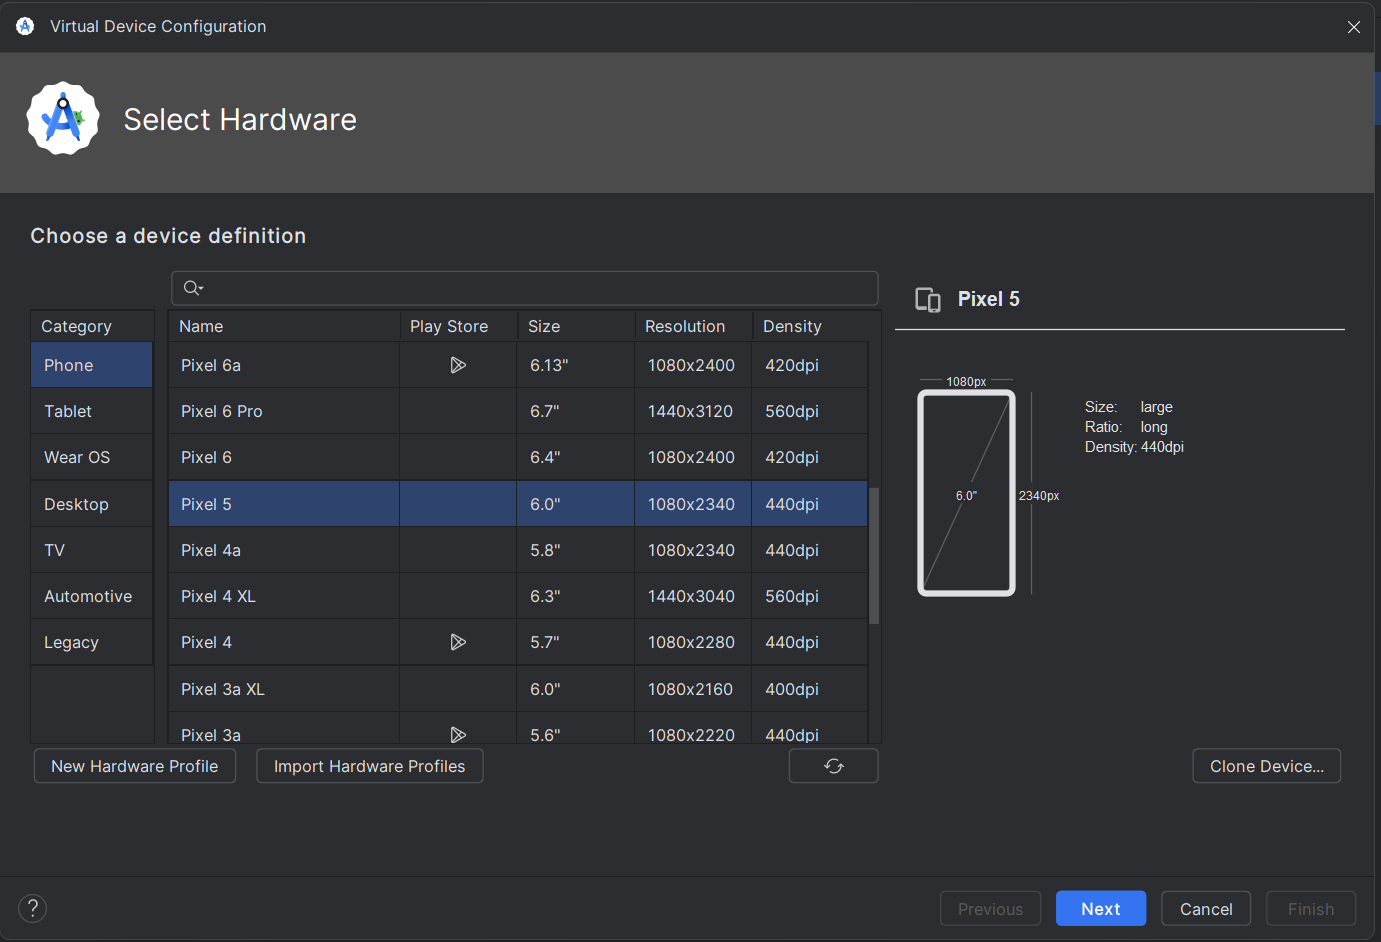 Virtual Device Configuration
Select Hardware
Choose a device definition
Category
Phone
Tablet
Wear OS
Desktop
TV
Automotive
Legacy
Name Play Store Size Resolution Density
Pixel 6a 6.13" 1080x2400 420dpi
Pixel 6 Pro 6.7" 1440x3120 560dpi
Pixel 6 6.4" 1080x2400 420dpi
Pixel 5 6.0" 1080x2340 440dpi
Pixel 4a 5.8" 1080x2340 440dpi
Pixel 4 XL 6.3" 1440x3040 560dpi
Pixel 4 5.7" 1080x2280 440dpi
Pixel 3a XL 6.0" 1080x2160 400dpi
Pixel 3a 5.6" 1080x2220 440dpi
Pixel 5
1080px
6.0"
2340px
Size: large
Ratio: long
Density: 440dpi
New Hardware Profile Import Hardware Profiles Clone Device...
? Previous Next Cancel Finish